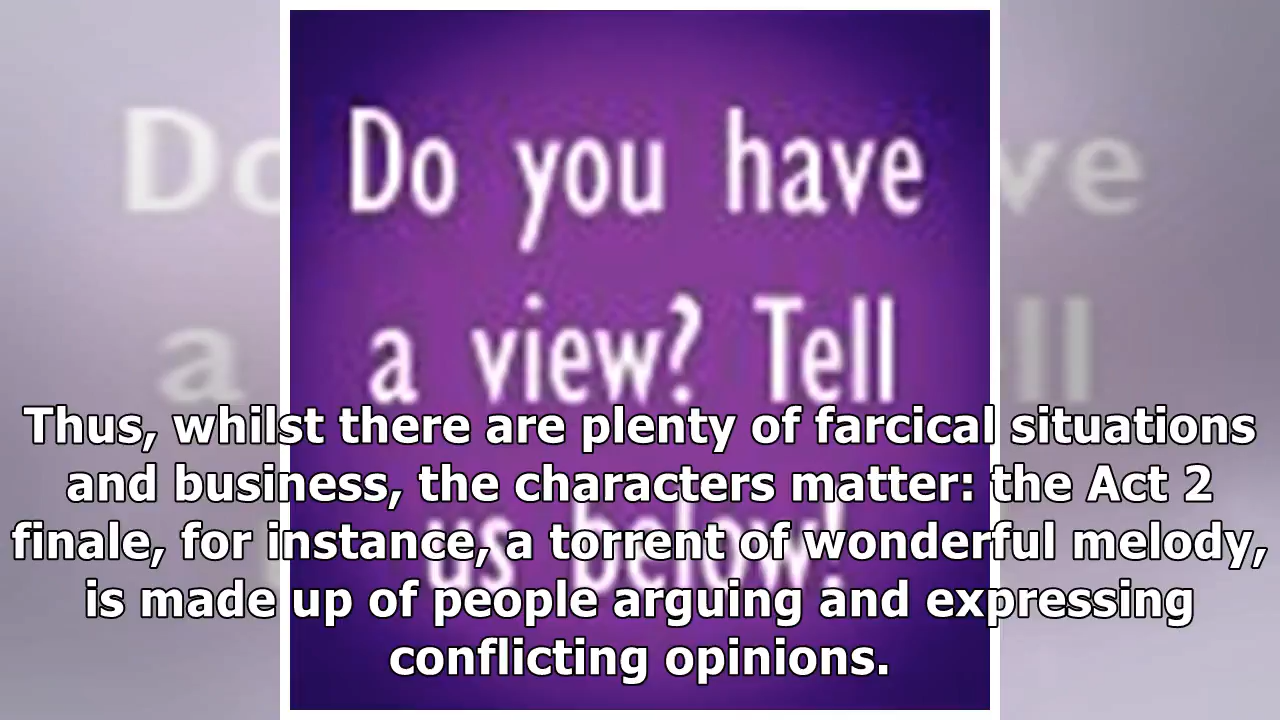 Do you have
a view? Tell
us below!
Thus, whilst there are plenty of farcical situations
and business, the characters matter: the Act 2
finale, for instance, a torrent of wonderful melody,
is made up of people arguing and expressing
conflicting opinions.